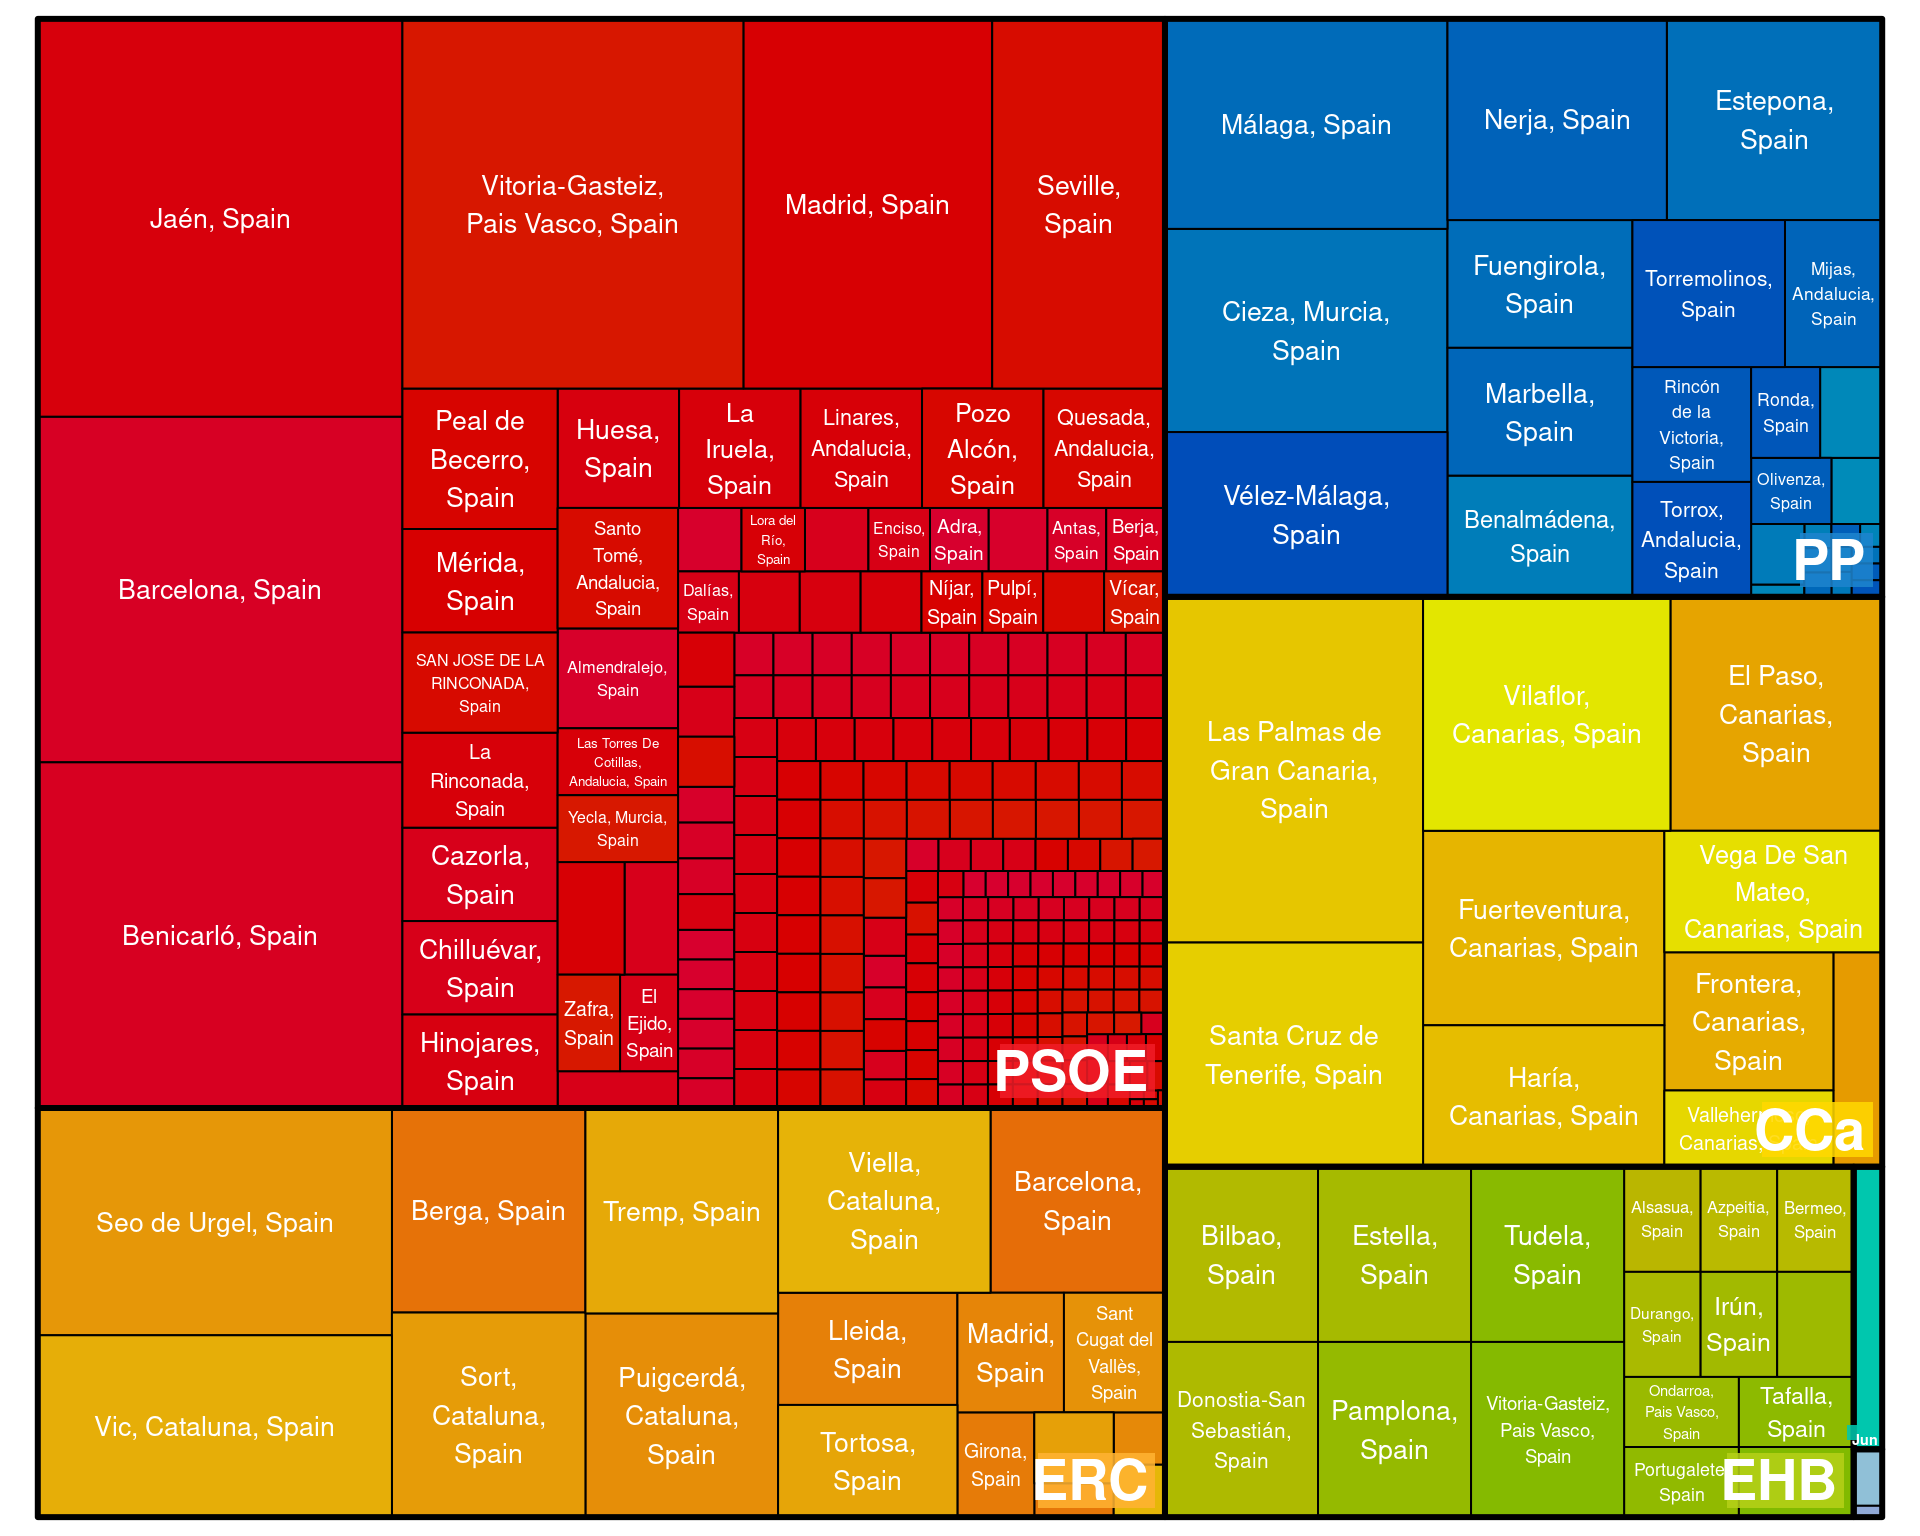 Jaén, Spain
Barcelona, Spain
Benicarló, Spain
Vitoria-Gasteiz,
Pais Vasco, Spain
Madrid, Spain
Seville,
Spain
Peal de
Becerro,
Spain
Mérida,
Spain
SAN JOSE DE LA
RINCONADA,
Spain
La
Rinconada,
Spain
Cazorla,
Spain
Chilluévar,
Spain
Hinojares,
Spain
Huesa,
Spain
Santo
Tomé,
Andalucia,
Spain
Almendralejo,
Spain
Las Torres De
Cotillas,
Andalucia, Spain
Yecla, Murcia,
Spain
Zafra,
Spain
El
Ejido,
Spain
La
Iruela,
Spain
Linares,
Andalucia,
Spain
Pozo
Alcón,
Spain
Quesada,
Andalucia,
Spain
Lora del
Río,
Spain
Enciso,
Spain
Adra,
Spain
Antas,
Spain
Berja,
Spain
Dalías,
Spain
Níjar,
Spain
Pulpí,
Spain
Vícar,
Spain
PSOE
Málaga, Spain
Cieza, Murcia,
Spain
Vélez-Málaga,
Spain
Nerja, Spain
Estepona,
Spain
Fuengirola,
Spain
Marbella,
Spain
Benalmádena,
Spain
Torremolinos,
Spain
Mijas,
Andalucia,
Spain
Rincón
de la
Victoria,
Spain
Torrox,
Andalucia,
Spain
Ronda,
Spain
Olivenza,
Spain
PP
Las Palmas de
Gran Canaria,
Spain
Santa Cruz de
Tenerife, Spain
Vilaflor,
Canarias, Spain
El Paso,
Canarias,
Spain
Fuerteventura,
Canarias, Spain
Haría,
Canarias, Spain
Vega De San
Mateo,
Canarias, Spain
Frontera,
Canarias,
Spain
Canarias,
CCa
Seo de Urgel, Spain
Vic, Cataluna, Spain
Berga, Spain
Sort,
Cataluna,
Spain
Tremp, Spain
Puigcerdá,
Cataluna,
Spain
Viella,
Cataluna,
Spain
Barcelona,
Spain
Lleida,
Spain
Tortosa,
Spain
Madrid,
Spain
Sant
Cugat del
Vallès,
Spain
Girona,
Spain
ERC
Bilbao,
Spain
Donostia-San
Sebastián,
Spain
Estella,
Spain
Pamplona,
Spain
Tudela,
Spain
Vitoria-Gasteiz,
Pais Vasco,
Spain
Alsasua,
Spain
Azpeitia,
Spain
Bermeo,
Spain
Durango,
Spain
Irún,
Spain
Ondarroa,
Pais Vasco,
Spain
Tafalla,
Spain
Portugalete,
Spain
EHB
Jun